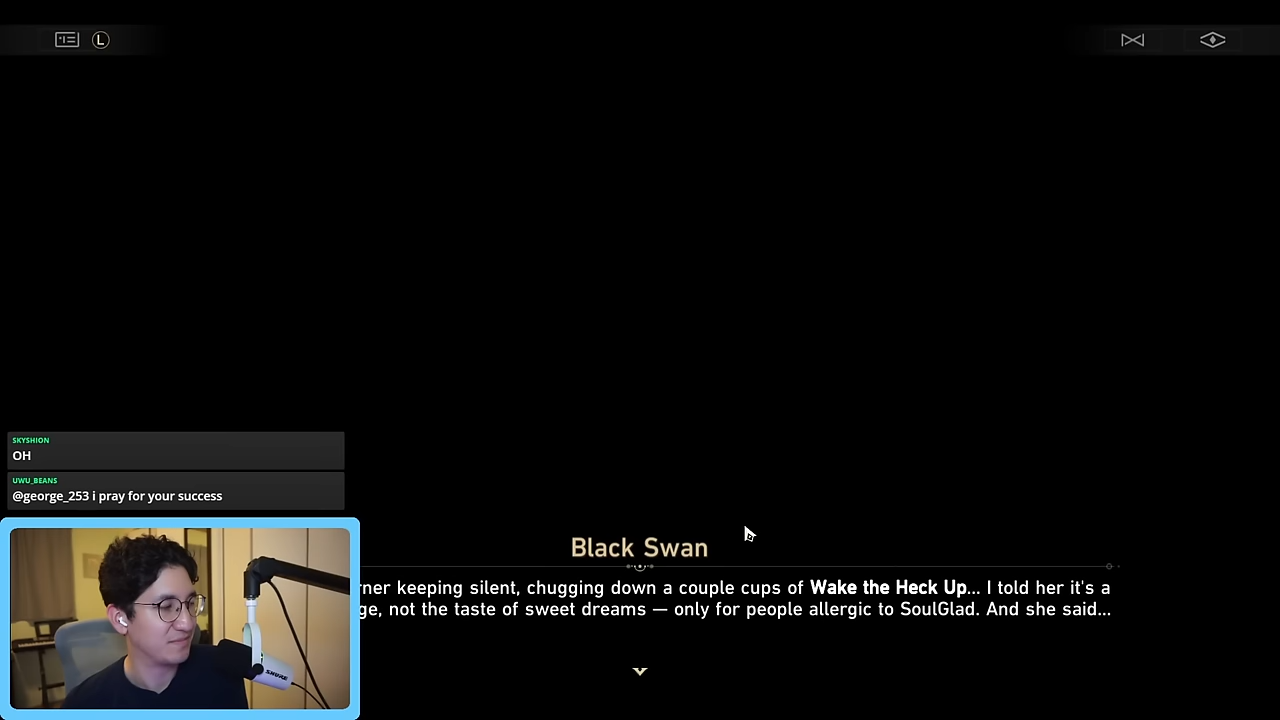 L
SKYSHION
OH
UWU_BEANS
@george_253 i pray for your success
Black Swan
rner keeping silent, chugging down a couple cups of Wake the Heck Up... I told her it's a
ge, not the taste of sweet dreams — only for people allergic to SoulGlad. And she said...
SHURE